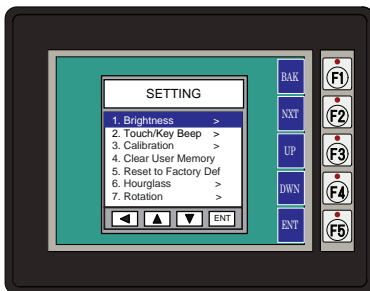 SETTING
1. Brightness >
2. Touch/Key Beep >
3. Calibration >
4. Clear User Memory
5. Reset to Factory Def
6. Hourglass >
7. Rotation >
ENT
BAK
NXT
UP
DWN
ENT
F1
F2
F3
F4
F5